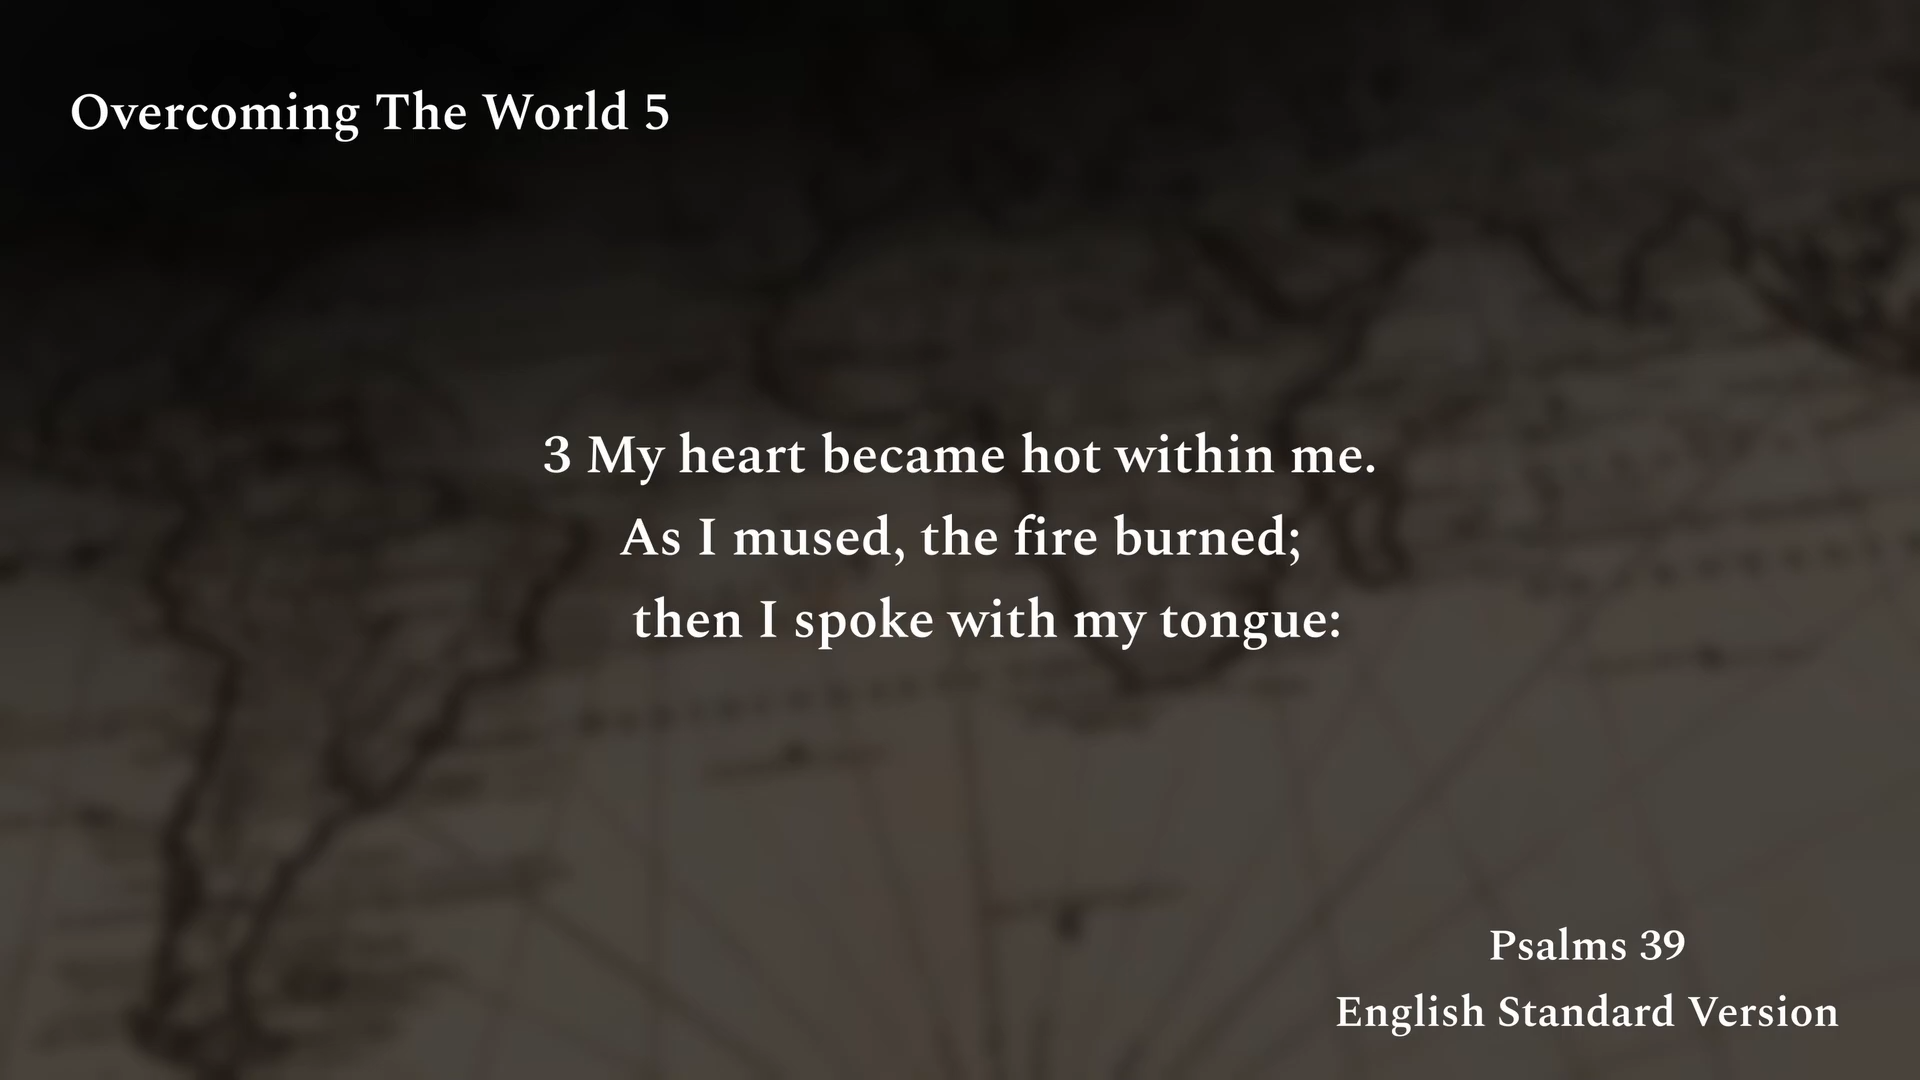 Overcoming The World 5
3 My heart became hot within me.
As I mused, the fire burned;
then I spoke with my tongue:
Psalms 39
English Standard Version